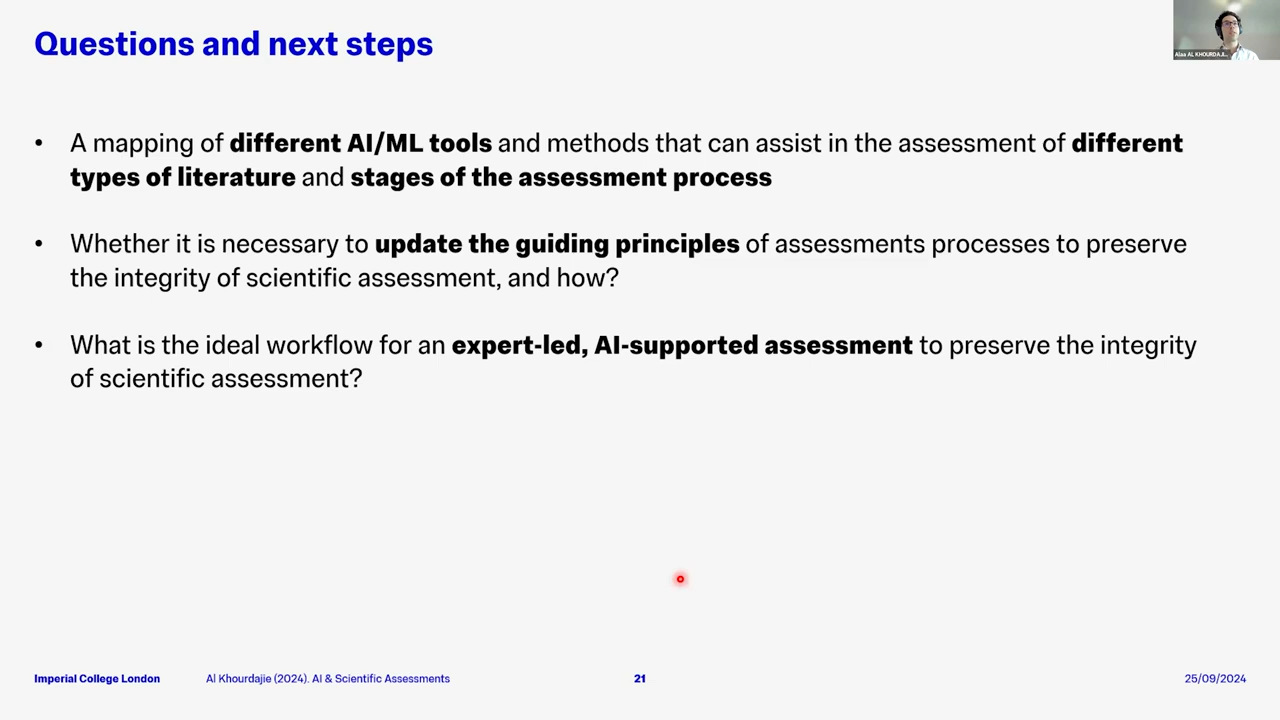 Questions and next steps
Alaa AL KHOURDAJI...
• A mapping of different AI/ML tools and methods that can assist in the assessment of different
types of literature and stages of the assessment process
• Whether it is necessary to update the guiding principles of assessments processes to preserve
the integrity of scientific assessment, and how?
• What is the ideal workflow for an expert-led, AI-supported assessment to preserve the integrity
of scientific assessment?
Imperial College London Al Khourdajie (2024). AI & Scientific Assessments 21 25/09/2024